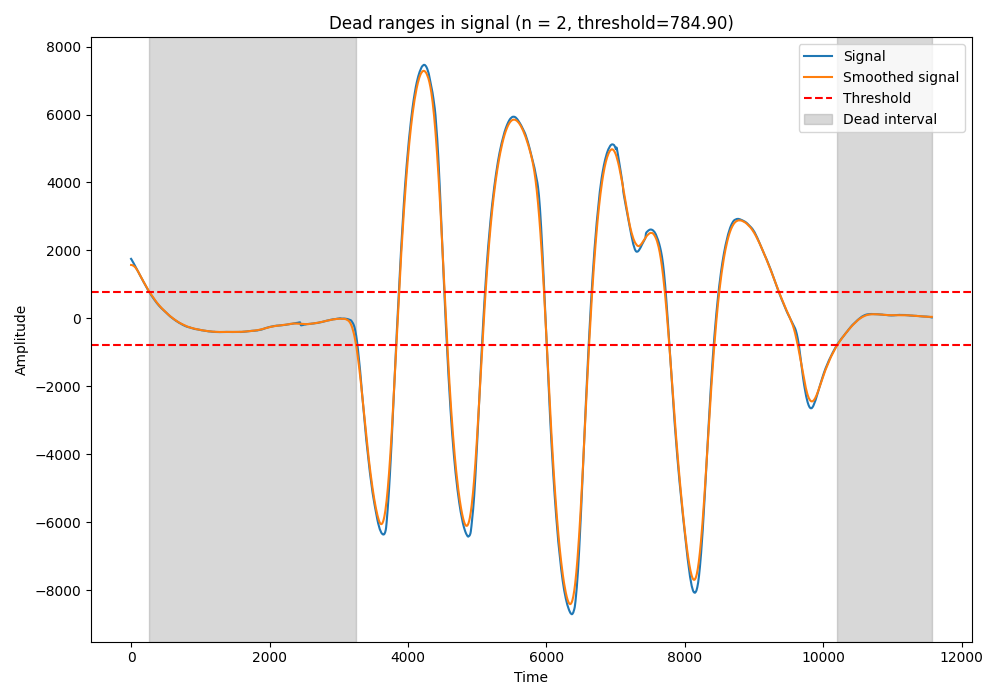 Dead ranges in signal (n = 2, threshold=784.90)
Signal
Smoothed signal
Threshold
Dead interval
8000
6000
4000
2000
0
−2000
−4000
−6000
−8000
Amplitude
0 2000 4000 6000 8000 10000 12000
Time